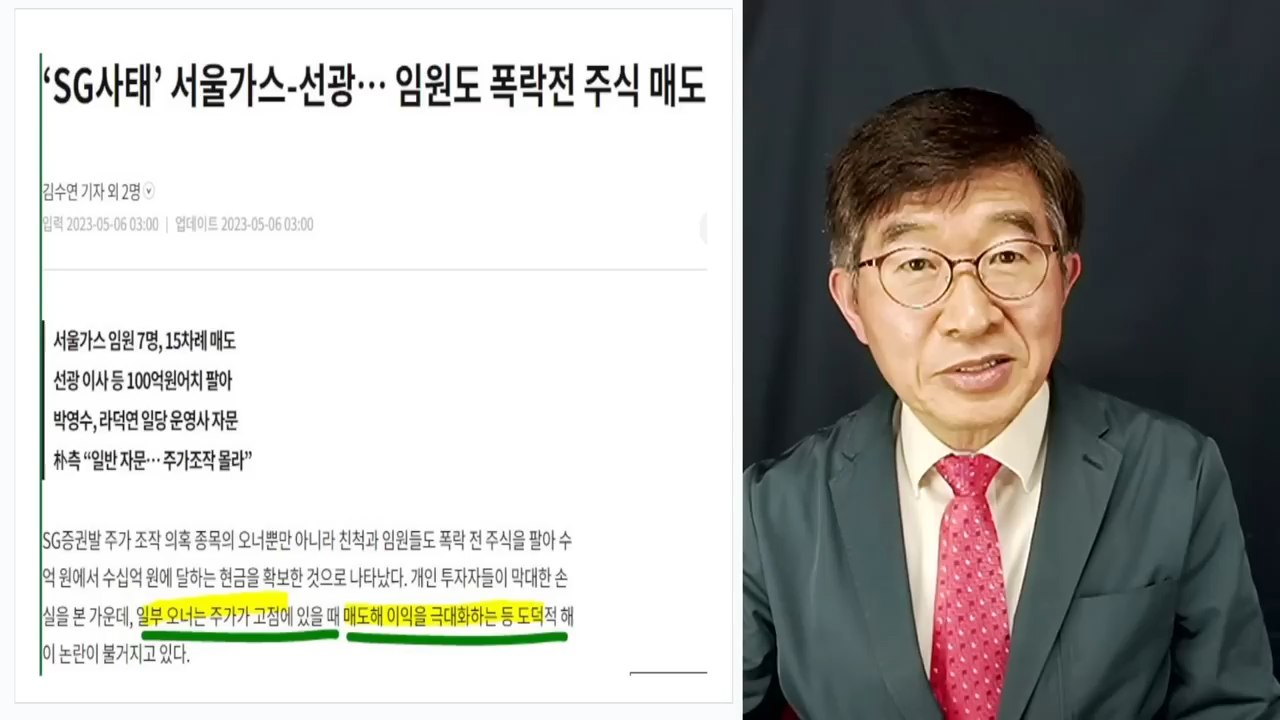 ‘SG사태’ 서울가스-선광… 임원도 폭락전 주식 매도
김수연 기자 외 2명
입력 2023-05-06 03:00 | 업데이트 2023-05-06 03:00
서울가스 임원 7명, 15차례 매도
선광 이사 등 100억원어치 팔아
박영수, 라덕연 일당 운영사 자문
朴측 “일반 자문… 주가조작 몰라”
SG증권발 주가 조작 의혹 종목의 오너뿐만 아니라 친척과 임원들도 폭락 전 주식을 팔아 수
억 원에서 수십억 원에 달하는 현금을 확보한 것으로 나타났다. 개인 투자자들이 막대한 손
실을 본 가운데, 일부 오너는 주가가 고점에 있을 때 매도해 이익을 극대화하는 등 도덕적 해
이 논란이 불거지고 있다.